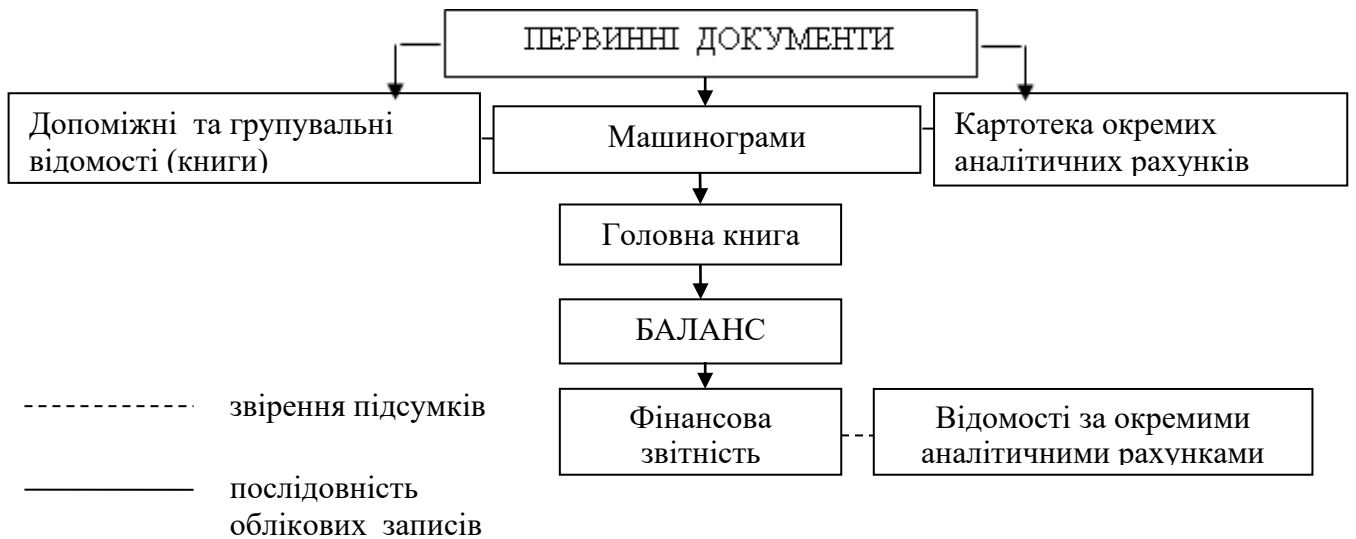 ПЕРВИННІ ДОКУМЕНТИ
Допоміжні та групувальні
відомості (книги)
Машинограми
Картотека окремих
аналітичних рахунків
Головна книга
БАЛАНС
Фінансова
звітність
Відомості за окремими
аналітичними рахунками
звірення підсумків
послідовність
облікових записів